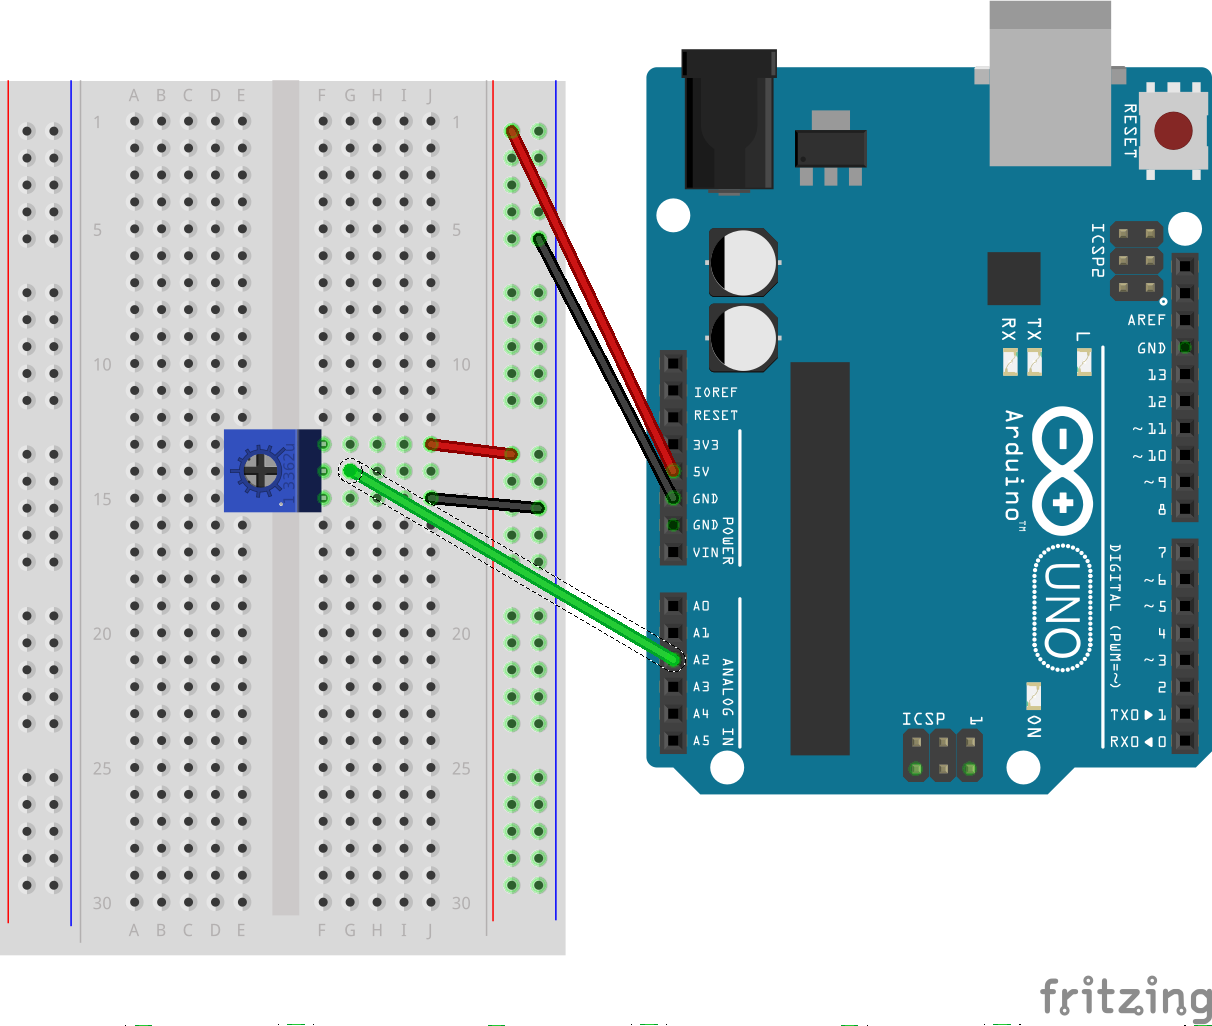 A B C D E F G H I J
1 1
5 5
10 10
15
20 20
25 25
30 30
A B C D E F G H I J
RESET
ICSP2
IOREF
RESET
3V3
5V
GND
GND
VIN
POWER
A0
A1
A2
A3
A4
A5
ANALOG IN
RX
TX
L
AREF
GND
13
12
~11
~10
~9
8
7
~6
~5
4
~3
2
TX0▶1
RX0◀0
DIGITAL (PWM=~)
Arduino™
UNO
ON
ICSP
1
fritzing